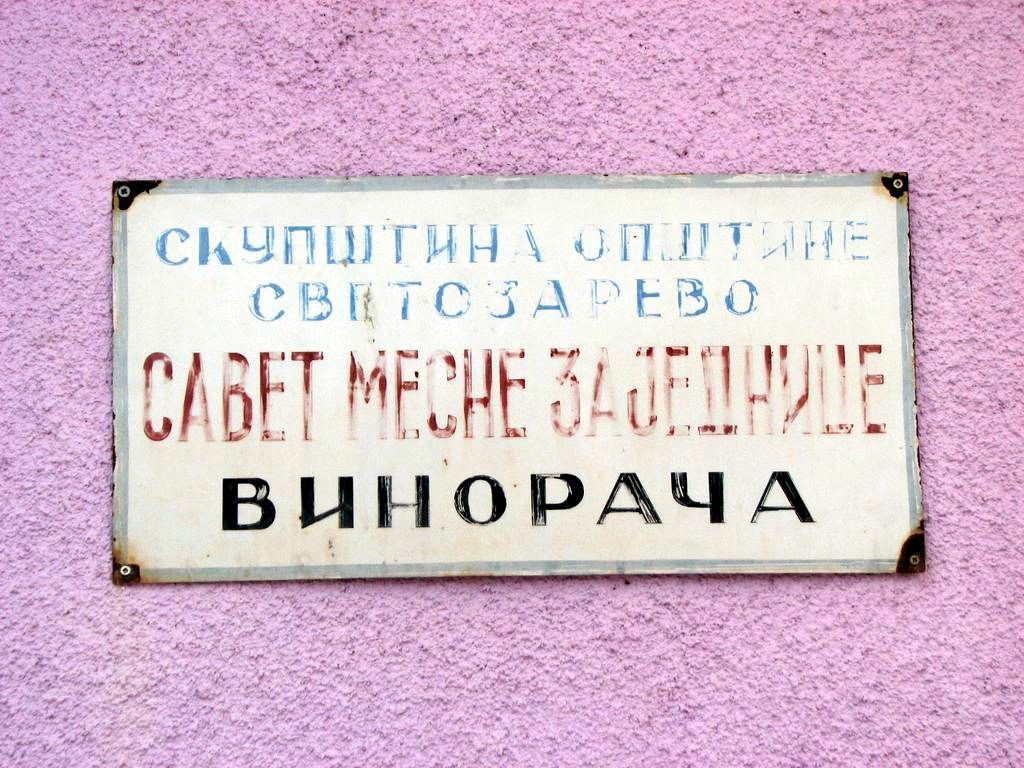 СКУПШТИНА ОПШТИНЕ
СВЕТОЗАРЕВО
САВЕТ МЕСНЕ ЗАЈЕДНИЦЕ
ВИНОРАЧА